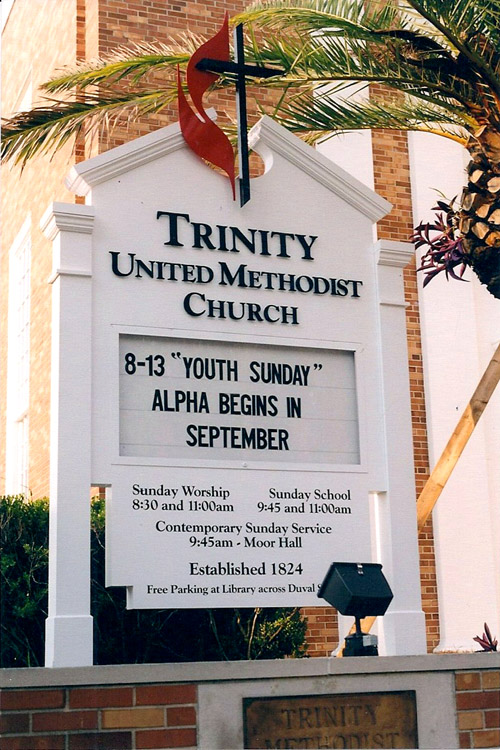 TRINITY
UNITED METHODIST
CHURCH
8-13 "YOUTH SUNDAY"
ALPHA BEGINS IN
SEPTEMBER
Sunday Worship Sunday School
8:30 and 11:00am 9:45 and 11:00am
Contemporary Sunday Service
9:45am - Moor Hall
Established 1824
Free Parking at Library across Duval
TRINITY
METHODIST